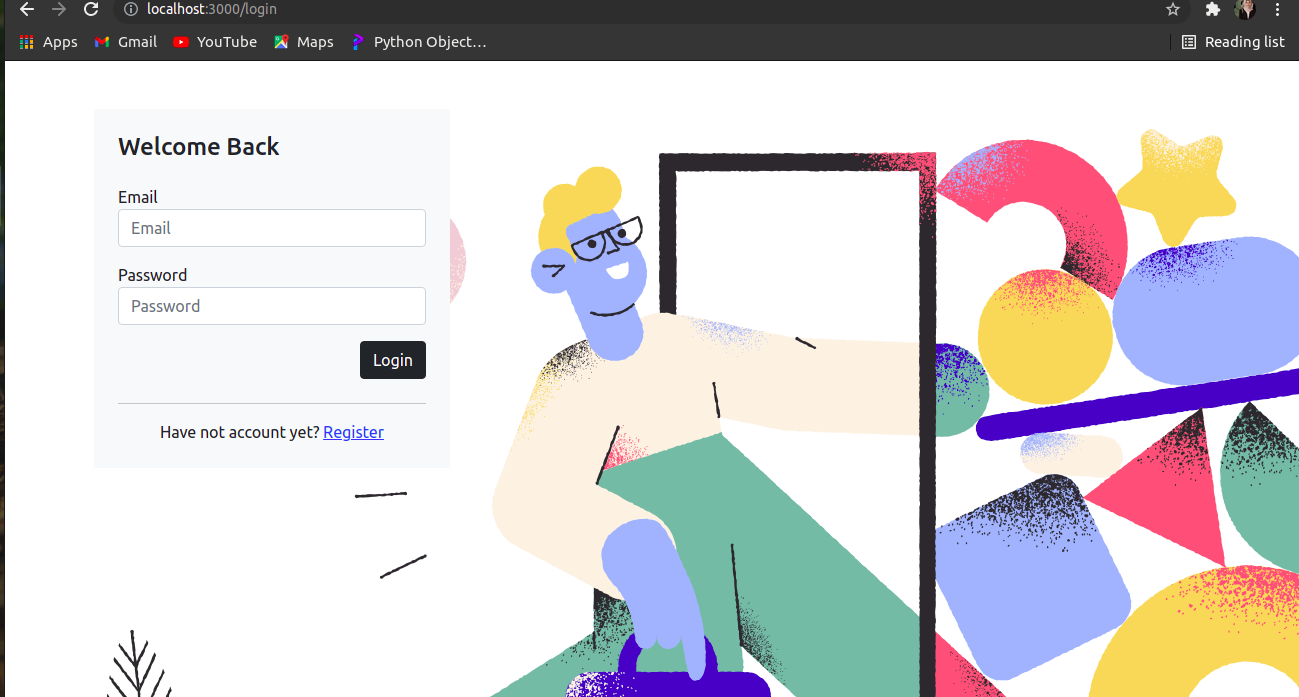 localhost:3000/login
Apps Gmail YouTube Maps Python Object… Reading list
Welcome Back
Email
Email
Password
Password
Login
Have not account yet? Register